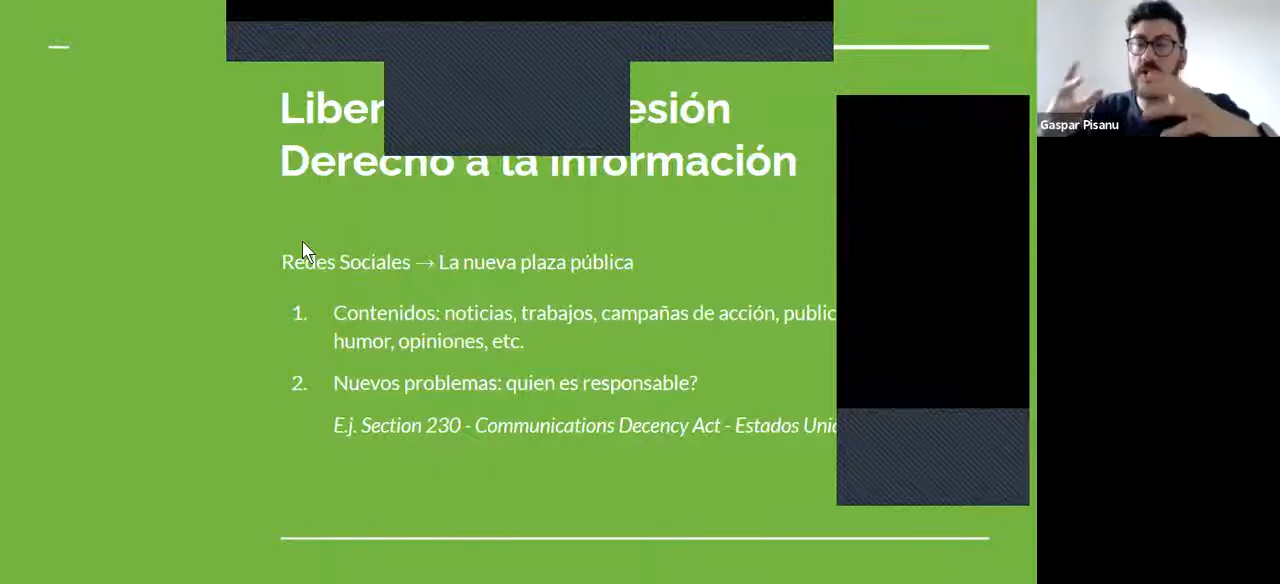 Liber esión
Derecho a la información
Redes Sociales → La nueva plaza pública
1. Contenidos: noticias, trabajos, campañas de acción, public
humor, opiniones, etc.
2. Nuevos problemas: quien es responsable?
E.j. Section 230 - Communications Decency Act - Estados Unid
Gaspar Pisanu